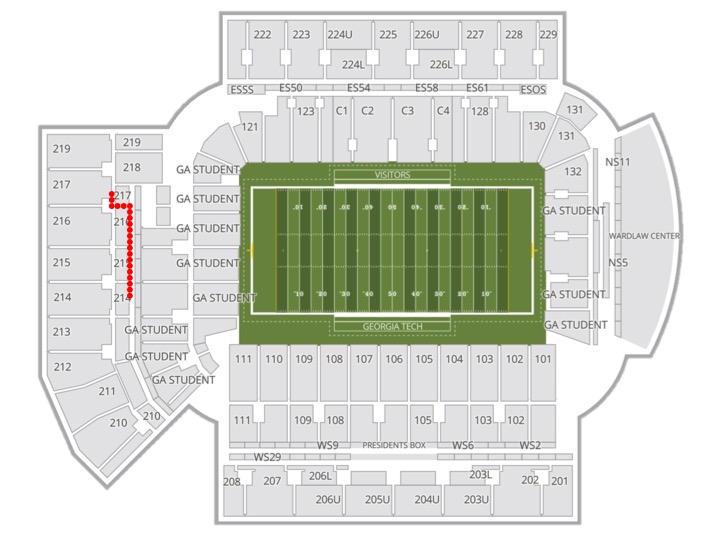 222 223 224U 225 226U 227 228 229
224L 226L
ESSS ES50 ES54 ES58 ES61 ESOS
121 123 C1 C2 C3 C4 128 130 131
131
132
219 219
218
217 217
216 216
215 215
214 214
213
212
211
210 210
GA STUDENT
GA STUDENT
GA STUDENT
GA STUDENT
GA STUDENT
GA STUDENT
GA STUDENT
GA STUDENT
VISITORS
10 20 30 40 50 40 30 20 10
10 20 30 40 50 40 30 20 10
GEORGIA TECH
GA STUDENT
GA STUDENT
GA STUDENT
NS11
WARDLAW CENTER
NS5
111 110 109 108 107 106 105 104 103 102 101
111 109 108 105 103 102
WS9 PRESIDENTS BOX WS6 WS2
WS29
208 207 206L 203L 202 201
206U 205U 204U 203U